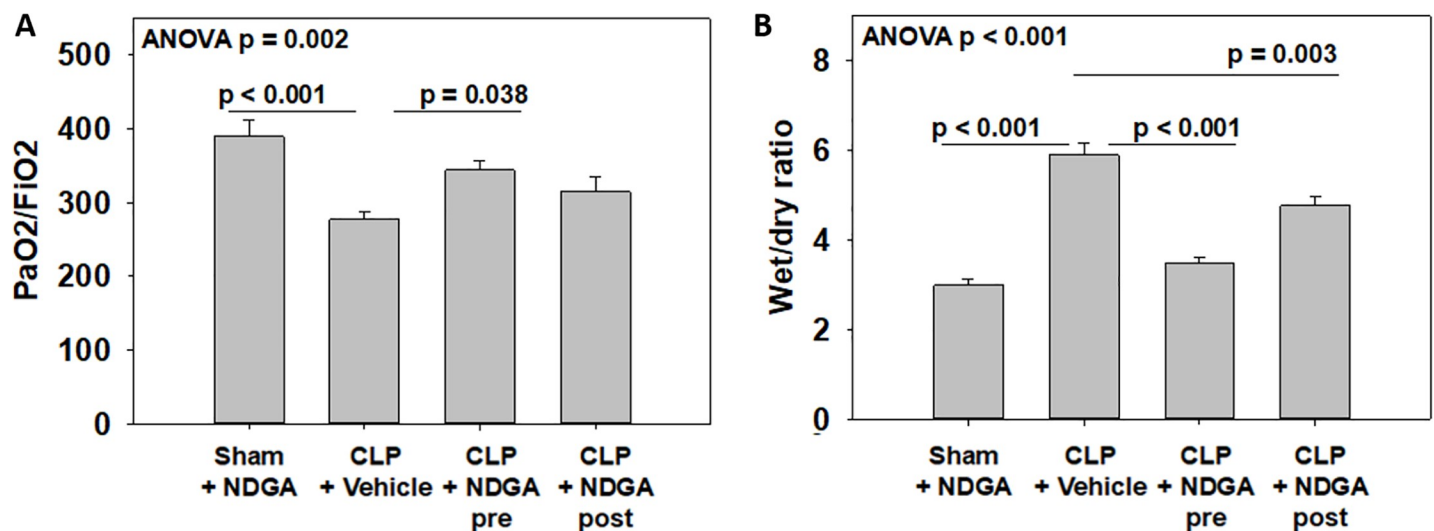 A
ANOVA p = 0.002
PaO2/FiO2
500
400
300
200
100
0
p < 0.001
p = 0.038
Sham
+ NDGA
CLP
+ Vehicle
CLP
+ NDGA
pre
CLP
+ NDGA
post
B
ANOVA p < 0.001
Wet/dry ratio
8
6
4
2
0
p = 0.003
p < 0.001
p < 0.001
Sham
+ NDGA
CLP
+ Vehicle
CLP
+ NDGA
pre
CLP
+ NDGA
post